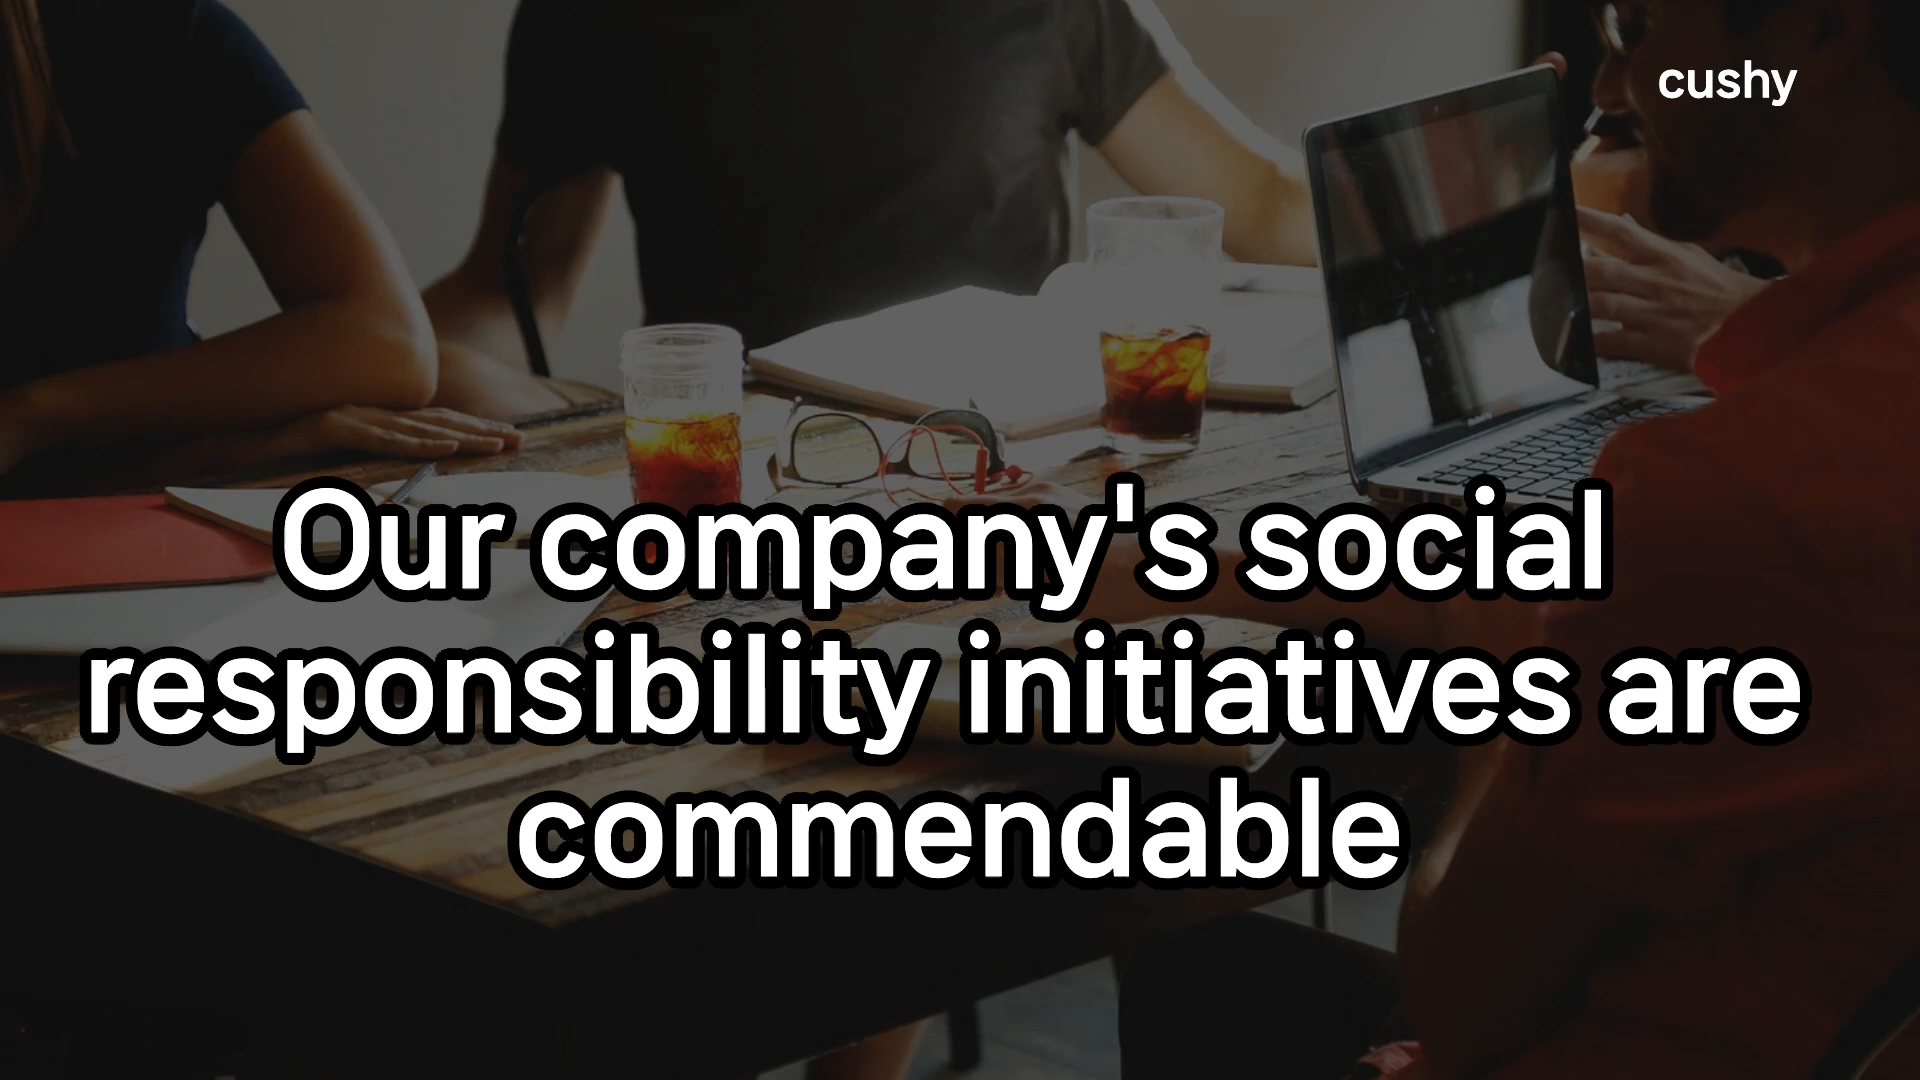 cushy
Our company's social
responsibility initiatives are
commendable